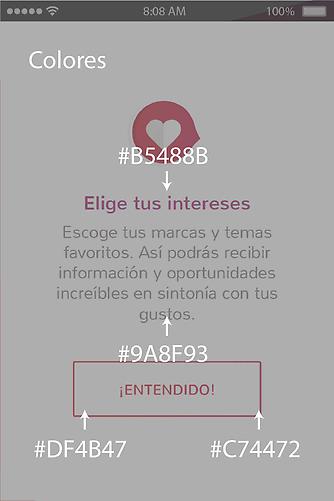 8:08 AM 100%
Colores
#B5488B
Elige tus intereses
Escoge tus marcas y temas
favoritos. Así podrás recibir
información y oportunidades
increíbles en sintonía con tus
gustos.
#9A8F93
¡ENTENDIDO!
#DF4B47 #C74472